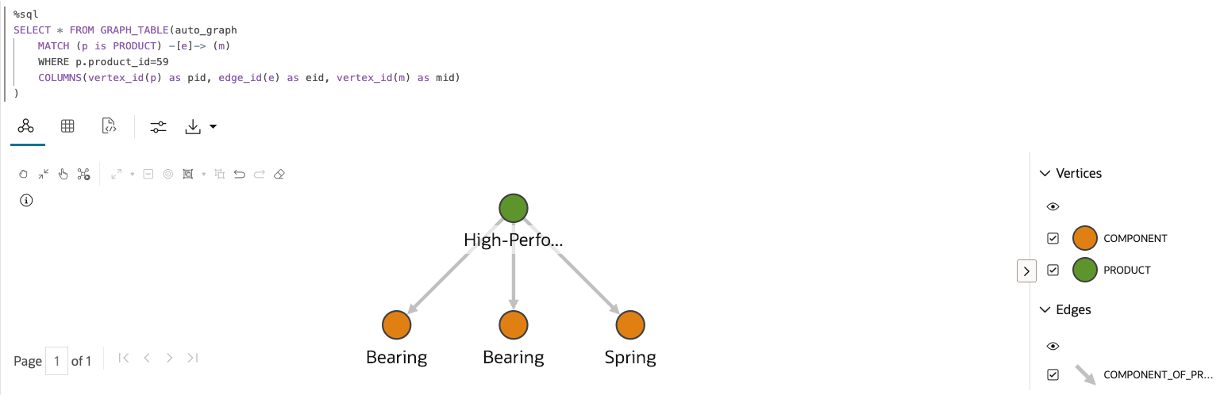 %sql
SELECT * FROM GRAPH_TABLE(auto_graph
MATCH (p is PRODUCT) -[e]-> (m)
WHERE p.product_id=59
COLUMNS(vertex_id(p) as pid, edge_id(e) as eid, vertex_id(m) as mid)
)
Vertices
COMPONENT
PRODUCT
Edges
COMPONENT_OF_PR...
High-Perfo...
Bearing Bearing Spring
Page 1 of 1